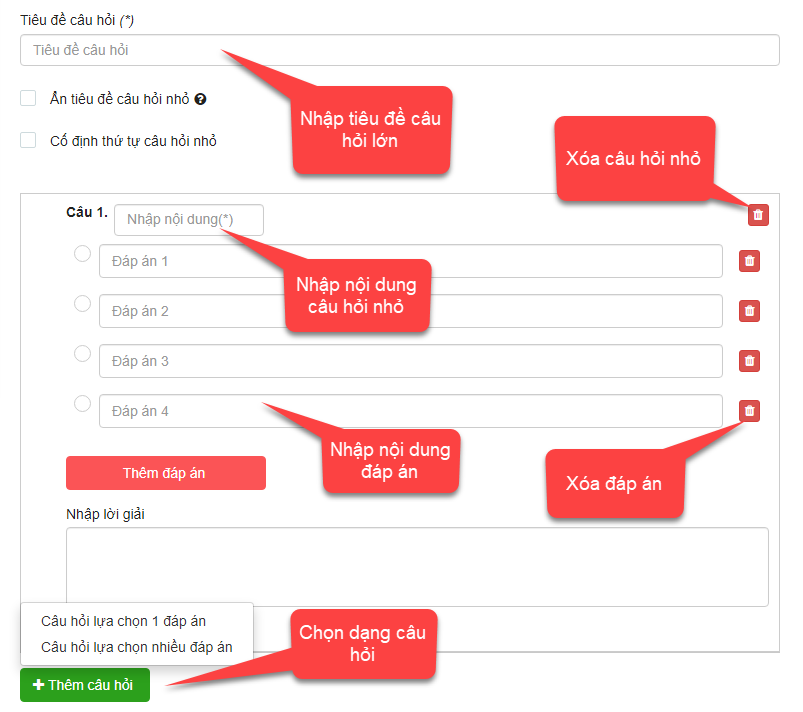 Tiêu đề câu hỏi (*)
Tiêu đề câu hỏi
Ẩn tiêu đề câu hỏi nhỏ
Nhập tiêu đề câu
hỏi lớn
Cố định thứ tự câu hỏi nhỏ
Xóa câu hỏi nhỏ
Câu 1.
Nhập nội dung(*)
Đáp án 1
Nhập nội dung
câu hỏi nhỏ
Đáp án 2
Đáp án 3
Đáp án 4
Nhập nội dung
đáp án
Thêm đáp án
Xóa đáp án
Nhập lời giải
Câu hỏi lựa chọn 1 đáp án
Câu hỏi lựa chọn nhiều đáp án
Chọn dạng câu
hỏi
Thêm câu hỏi